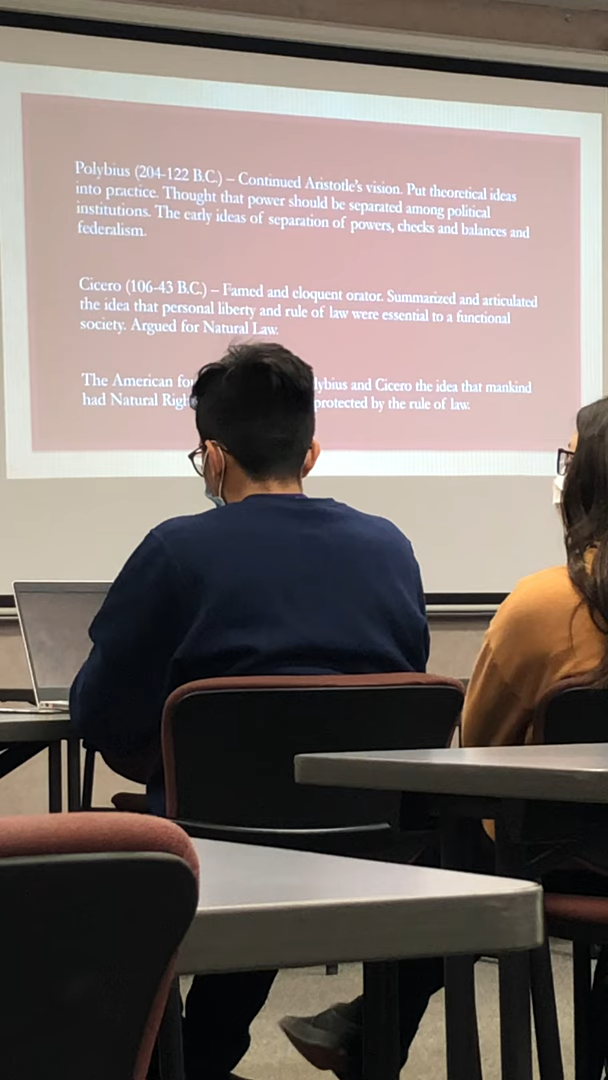 Polybius (204-122 B.C.) – Continued Aristotle's vision. Put theoretical ideas
into practice. Thought that power should be separated among political
institutions. The early ideas of separation of powers, checks and balances and
federalism.
Cicero (106-43 B.C.) – Famed and eloquent orator. Summarized and articulated
the idea that personal liberty and rule of law were essential to a functional
society. Argued for Natural Law.
The American and Cicero the idea that mankind
had Natural protected by the rule of law.